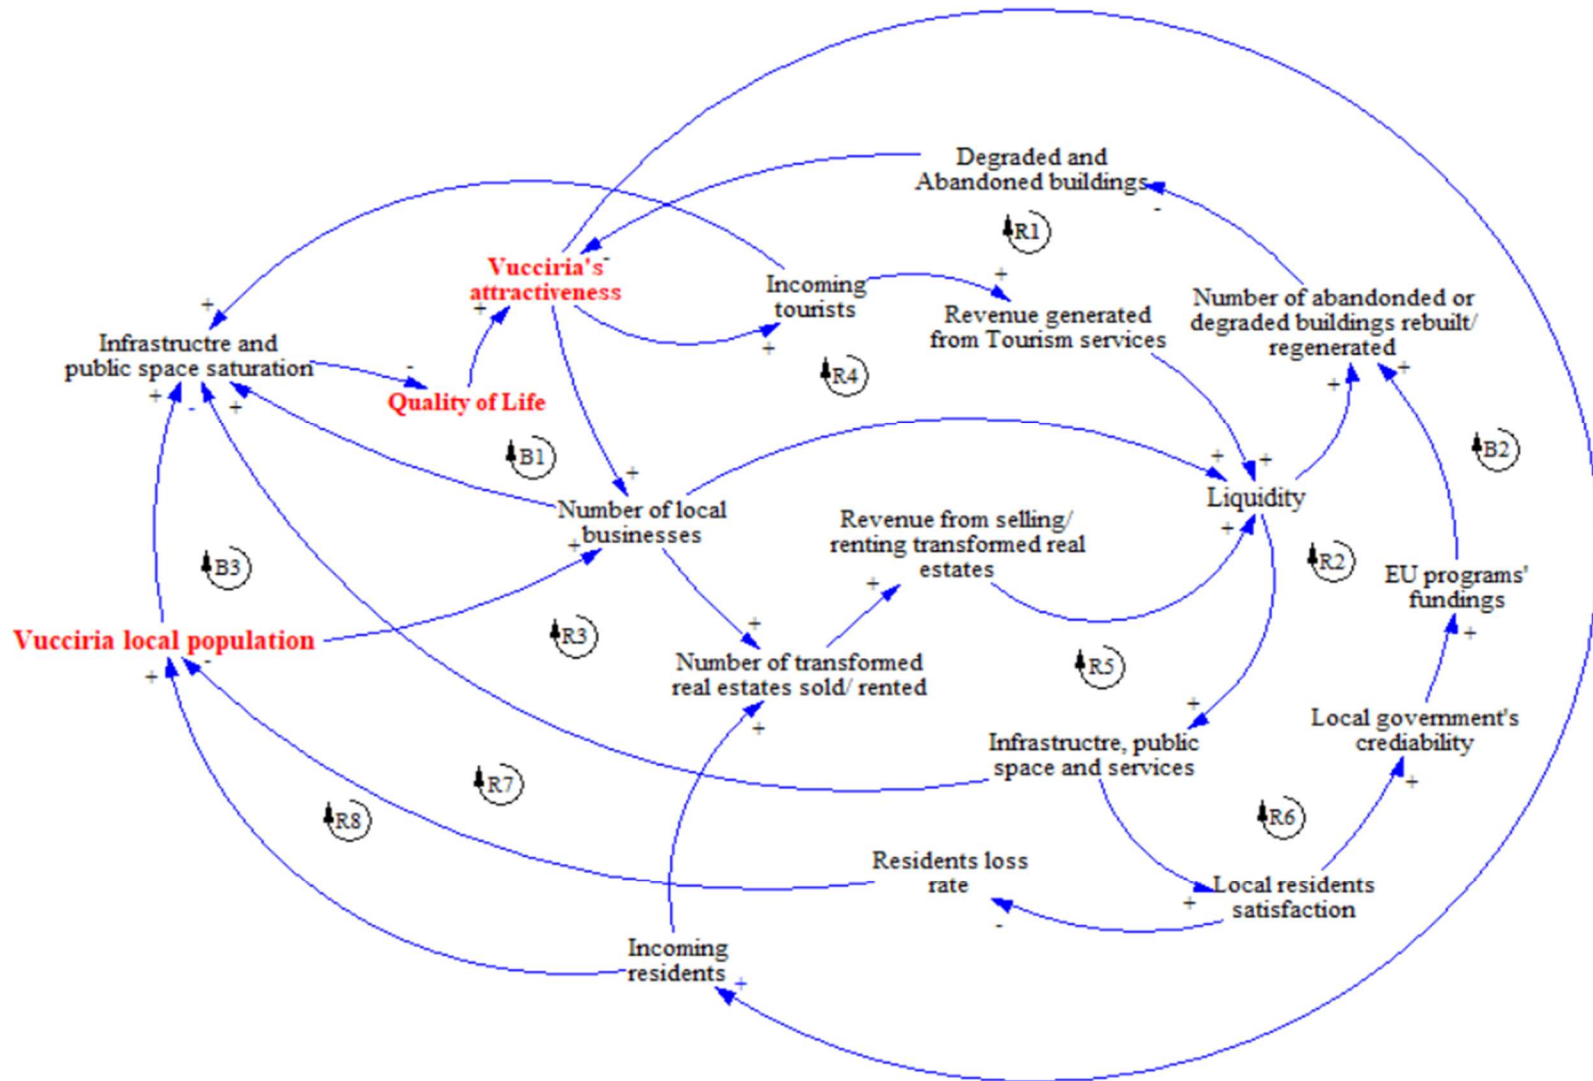 Degraded and
Abandoned buildings
-
R1
Vucciria's
attractiveness
-
+
+
Incoming
tourists
+
Revenue generated
from Tourism services
Number of abandonded or
degraded buildings rebuilt/
regenerated
+
+
+
Infrastructre and
public space saturation
+
-
+
-
Quality of Life
R4
B1
B2
+
Number of local
businesses
+
+
+
Liquidity
+
Revenue from selling/
renting transformed real
estates
+
R2
EU programs'
fundings
+
B3
Vucciria local population
+
-
R3
+
Number of transformed
real estates sold/ rented
+
R5
+
Infrastructre, public
space and services
Local government's
crediability
+
R7
R8
R6
Residents loss
rate
-
Local residents
satisfaction
+
Incoming
residents
+